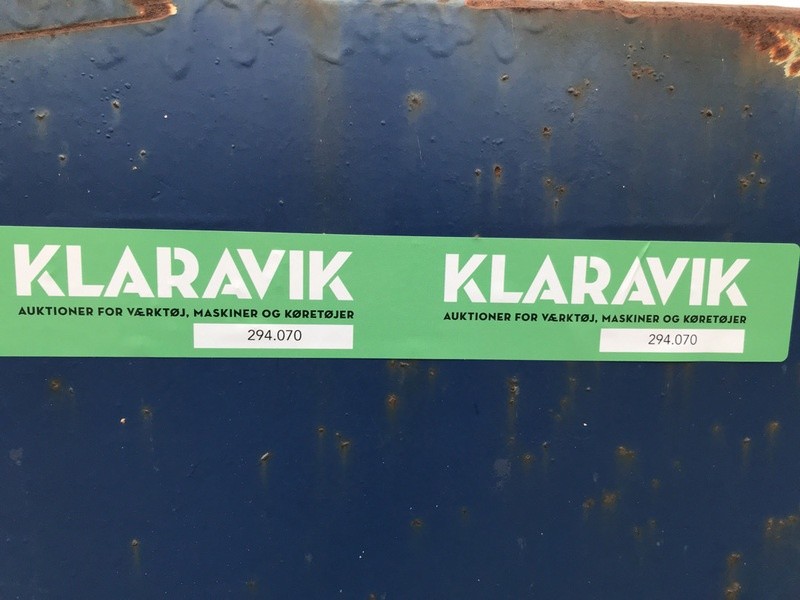 KLARAVIK
AUKTIONER FOR VÆRKTØJ, MASKINER OG KØRETØJER
294.070
KLARAVIK
AUKTIONER FOR VÆRKTØJ, MASKINER OG KØRETØJER
294.070